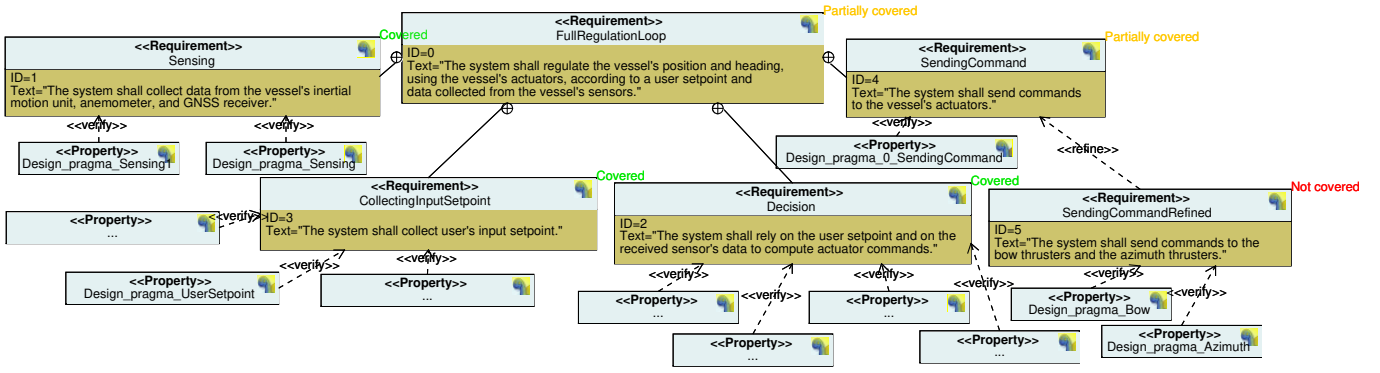 Partially covered
<<Requirement>>
FullRegulationLoop
ID=0
Text="The system shall regulate the vessel's position and heading,
using the vessel's actuators, according to a user setpoint and
data collected from the vessel's sensors."
Covered
<<Requirement>>
Sensing
ID=1
Text="The system shall collect data from the vessel's inertial
motion unit, anemometer, and GNSS receiver."
Partially covered
<<Requirement>>
SendingCommand
ID=4
Text="The system shall send commands
to the vessel's actuators."
<<verify>>
<<verify>>
<<verify>>
<<refine>>
<<Property>>
Design_pragma_Sensing1
<<Property>>
Design_pragma_Sensing
<<Property>>
Design_pragma_0_SendingCommand
Covered
<<Requirement>>
CollectingInputSetpoint
ID=3
Text="The system shall collect user's input setpoint."
Covered
<<Requirement>>
Decision
ID=2
Text="The system shall rely on the user setpoint and on the
received sensor's data to compute actuator commands."
Not covered
<<Requirement>>
SendingCommandRefined
ID=5
Text="The system shall send commands to the
bow thrusters and the azimuth thrusters."
<<Property>>
...
<<verify>>
<<verify>>
<<verify>>
<<Property>>
Design_pragma_UserSetpoint
<<Property>>
...
<<verify>>
<<verify>>
<<verify>>
<<verify>>
<<Property>>
...
<<Property>>
...
<<Property>>
...
<<Property>>
...
<<verify>>
<<verify>>
<<Property>>
Design_pragma_Bow
<<Property>>
Design_pragma_Azimuth